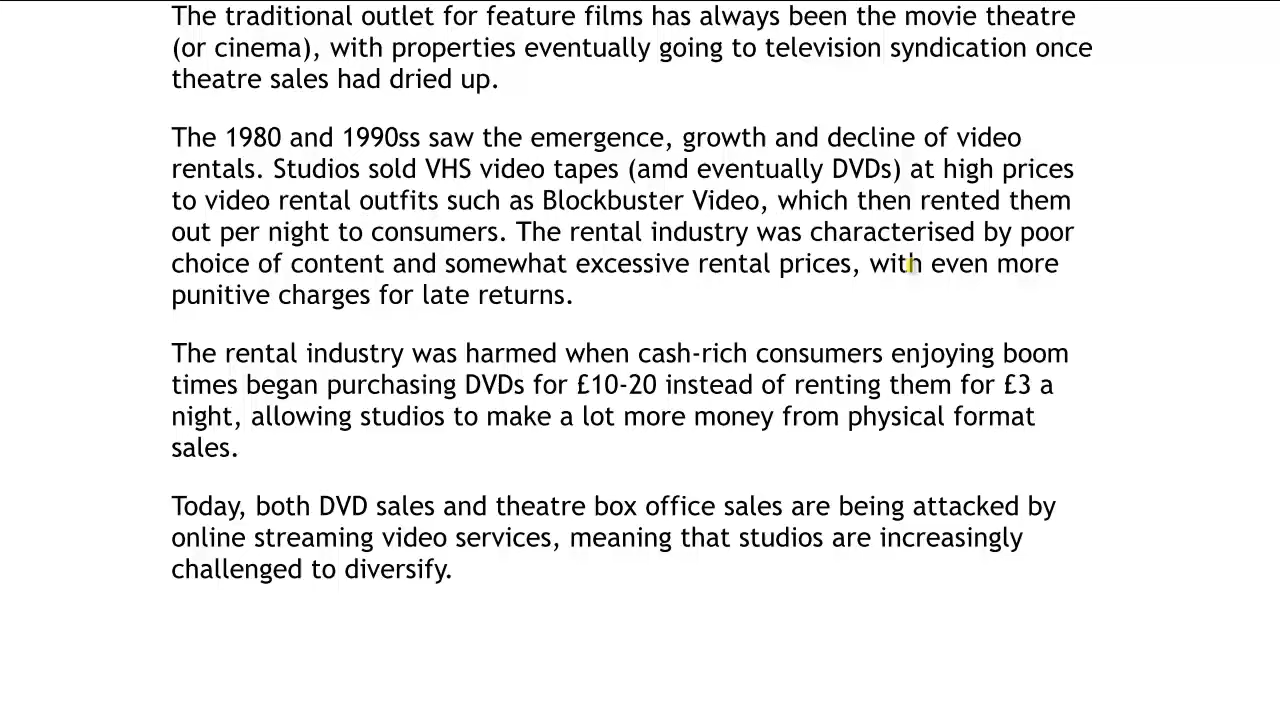 The traditional outlet for feature films has always been the movie theatre
(or cinema), with properties eventually going to television syndication once
theatre sales had dried up.
The 1980 and 1990ss saw the emergence, growth and decline of video
rentals. Studios sold VHS video tapes (amd eventually DVDs) at high prices
to video rental outfits such as Blockbuster Video, which then rented them
out per night to consumers. The rental industry was characterised by poor
choice of content and somewhat excessive rental prices, with even more
punitive charges for late returns.
The rental industry was harmed when cash-rich consumers enjoying boom
times began purchasing DVDs for £10-20 instead of renting them for £3 a
night, allowing studios to make a lot more money from physical format
sales.
Today, both DVD sales and theatre box office sales are being attacked by
online streaming video services, meaning that studios are increasingly
challenged to diversify.